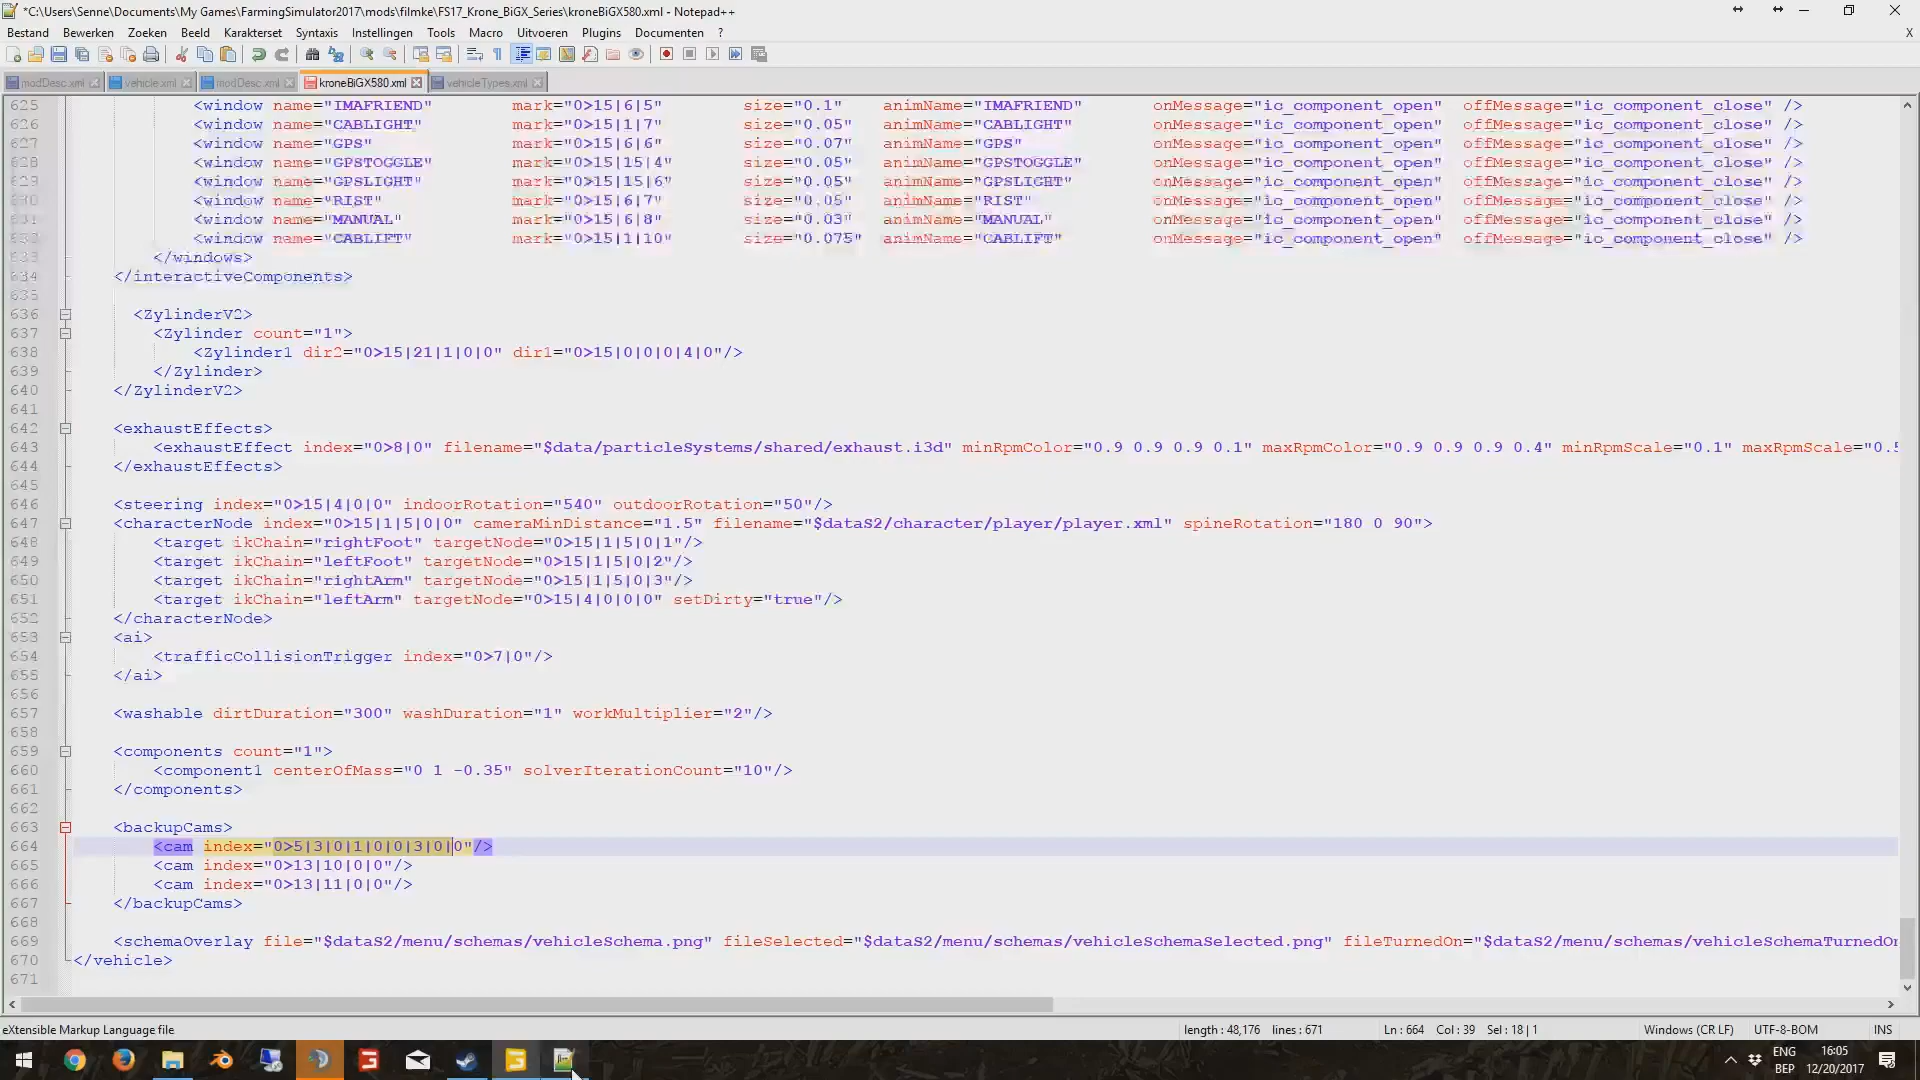 *C:\Users\Senne\Documents\My Games\FarmingSimulator2017\mods\filmke\FS17_Krone_BiGX_Series\kroneBiGX580.xml - Notepad++
Bestand Bewerken Zoeken Beeld Karakterset Syntaxis Instellingen Tools Macro Uitvoeren Plugins Documenten ? X
modDesc.xml vehicle.xml modDesc.xml kroneBiGX580.xml vehicleTypes.xml
625 <window name="IMAFRIEND" mark="0>15|6|5" size="0.1" animName="IMAFRIEND" onMessage="ic_component_open" offMessage="ic_component_close" />
626 <window name="CABLIGHT" mark="0>15|1|7" size="0.05" animName="CABLIGHT" onMessage="ic_component_open" offMessage="ic_component_close" />
627 <window name="GPS" mark="0>15|6|6" size="0.07" animName="GPS" onMessage="ic_component_open" offMessage="ic_component_close" />
628 <window name="GPSTOGGLE" mark="0>15|15|4" size="0.05" animName="GPSTOGGLE" onMessage="ic_component_open" offMessage="ic_component_close" />
629 <window name="GPSLIGHT" mark="0>15|15|6" size="0.05" animName="GPSLIGHT" onMessage="ic_component_open" offMessage="ic_component_close" />
630 <window name="RIST" mark="0>15|6|7" size="0.05" animName="RIST" onMessage="ic_component_open" offMessage="ic_component_close" />
631 <window name="MANUAL" mark="0>15|6|8" size="0.03" animName="MANUAL" onMessage="ic_component_open" offMessage="ic_component_close" />
632 <window name="CABLIFT" mark="0>15|1|10" size="0.075" animName="CABLIFT" onMessage="ic_component_open" offMessage="ic_component_close" />
633 </windows>
634 </interactiveComponents>
635
636 <ZylinderV2>
637 <Zylinder count="1">
638 <Zylinder1 dir2="0>15|21|1|0|0" dir1="0>15|0|0|0|4|0"/>
639 </Zylinder>
640 </ZylinderV2>
641
642 <exhaustEffects>
643 <exhaustEffect index="0>8|0" filename="$data/particleSystems/shared/exhaust.i3d" minRpmColor="0.9 0.9 0.9 0.1" maxRpmColor="0.9 0.9 0.9 0.4" minRpmScale="0.1" maxRpmScale="0.5
644 </exhaustEffects>
645
646 <steering index="0>15|4|0|0" indoorRotation="540" outdoorRotation="50"/>
647 <characterNode index="0>15|1|5|0|0" cameraMinDistance="1.5" filename="$dataS2/character/player/player.xml" spineRotation="180 0 90">
648 <target ikChain="rightFoot" targetNode="0>15|1|5|0|1"/>
649 <target ikChain="leftFoot" targetNode="0>15|1|5|0|2"/>
650 <target ikChain="rightArm" targetNode="0>15|1|5|0|3"/>
651 <target ikChain="leftArm" targetNode="0>15|4|0|0|0" setDirty="true"/>
652 </characterNode>
653 <ai>
654 <trafficCollisionTrigger index="0>7|0"/>
655 </ai>
656
657 <washable dirtDuration="300" washDuration="1" workMultiplier="2"/>
658
659 <components count="1">
660 <component1 centerOfMass="0 1 -0.35" solverIterationCount="10"/>
661 </components>
662
663 <backupCams>
664 <cam index="0>5|3|0|1|0|0|3|0|0"/>
665 <cam index="0>13|10|0|0"/>
666 <cam index="0>13|11|0|0"/>
667 </backupCams>
668
669 <schemaOverlay file="$dataS2/menu/schemas/vehicleSchema.png" fileSelected="$dataS2/menu/schemas/vehicleSchemaSelected.png" fileTurnedOn="$dataS2/menu/schemas/vehicleSchemaTurnedOn
670 </vehicle>
671
eXtensible Markup Language file length : 48,176 lines : 671 Ln : 664 Col : 39 Sel : 18 | 1 Windows (CR LF) UTF-8-BOM INS
ENG 16:05
BEP 12/20/2017